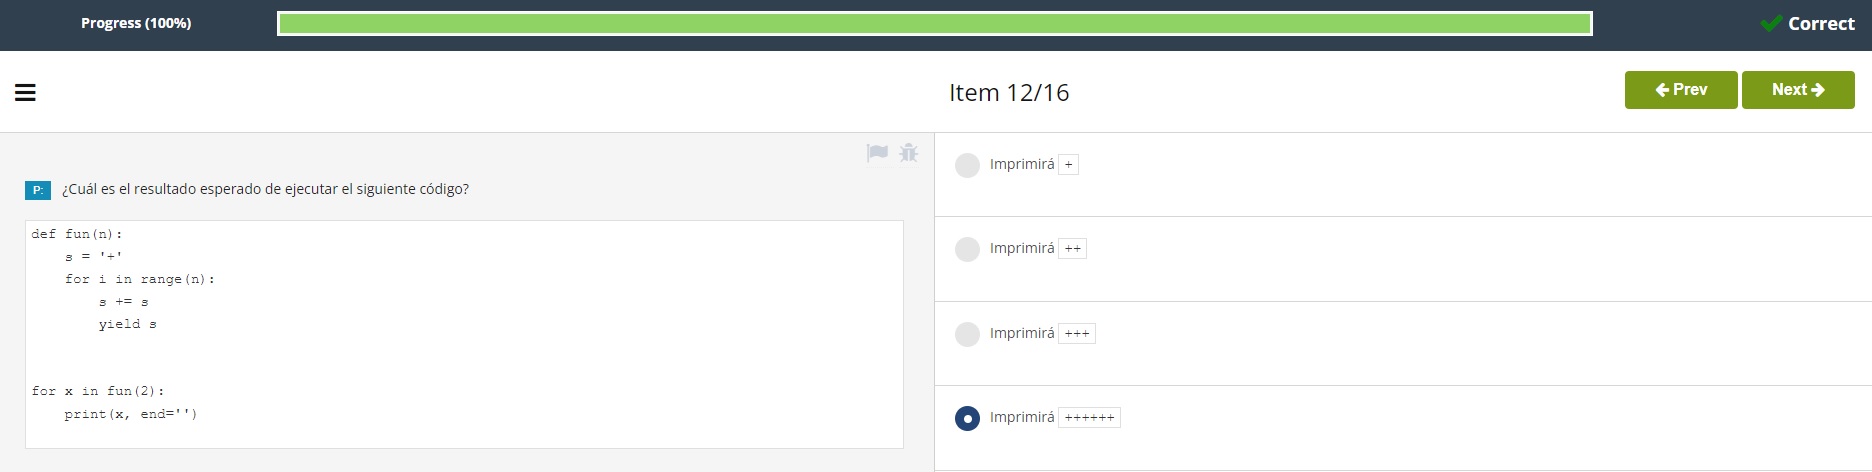 Progress (100%)
Correct
Item 12/16
Prev
Next
P: ¿Cuál es el resultado esperado de ejecutar el siguiente código?
def fun(n):
    s = '+'
    for i in range(n):
        s += s
        yield s
for x in fun(2):
    print(x, end='')
Imprimirá +
Imprimirá ++
Imprimirá +++
Imprimirá ++++++